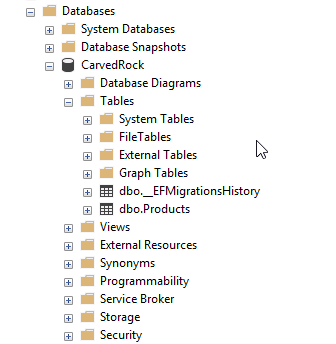 Databases
System Databases
Database Snapshots
CarvedRock
Database Diagrams
Tables
System Tables
FileTables
External Tables
Graph Tables
dbo.__EFMigrationsHistory
dbo.Products
Views
External Resources
Synonyms
Programmability
Service Broker
Storage
Security